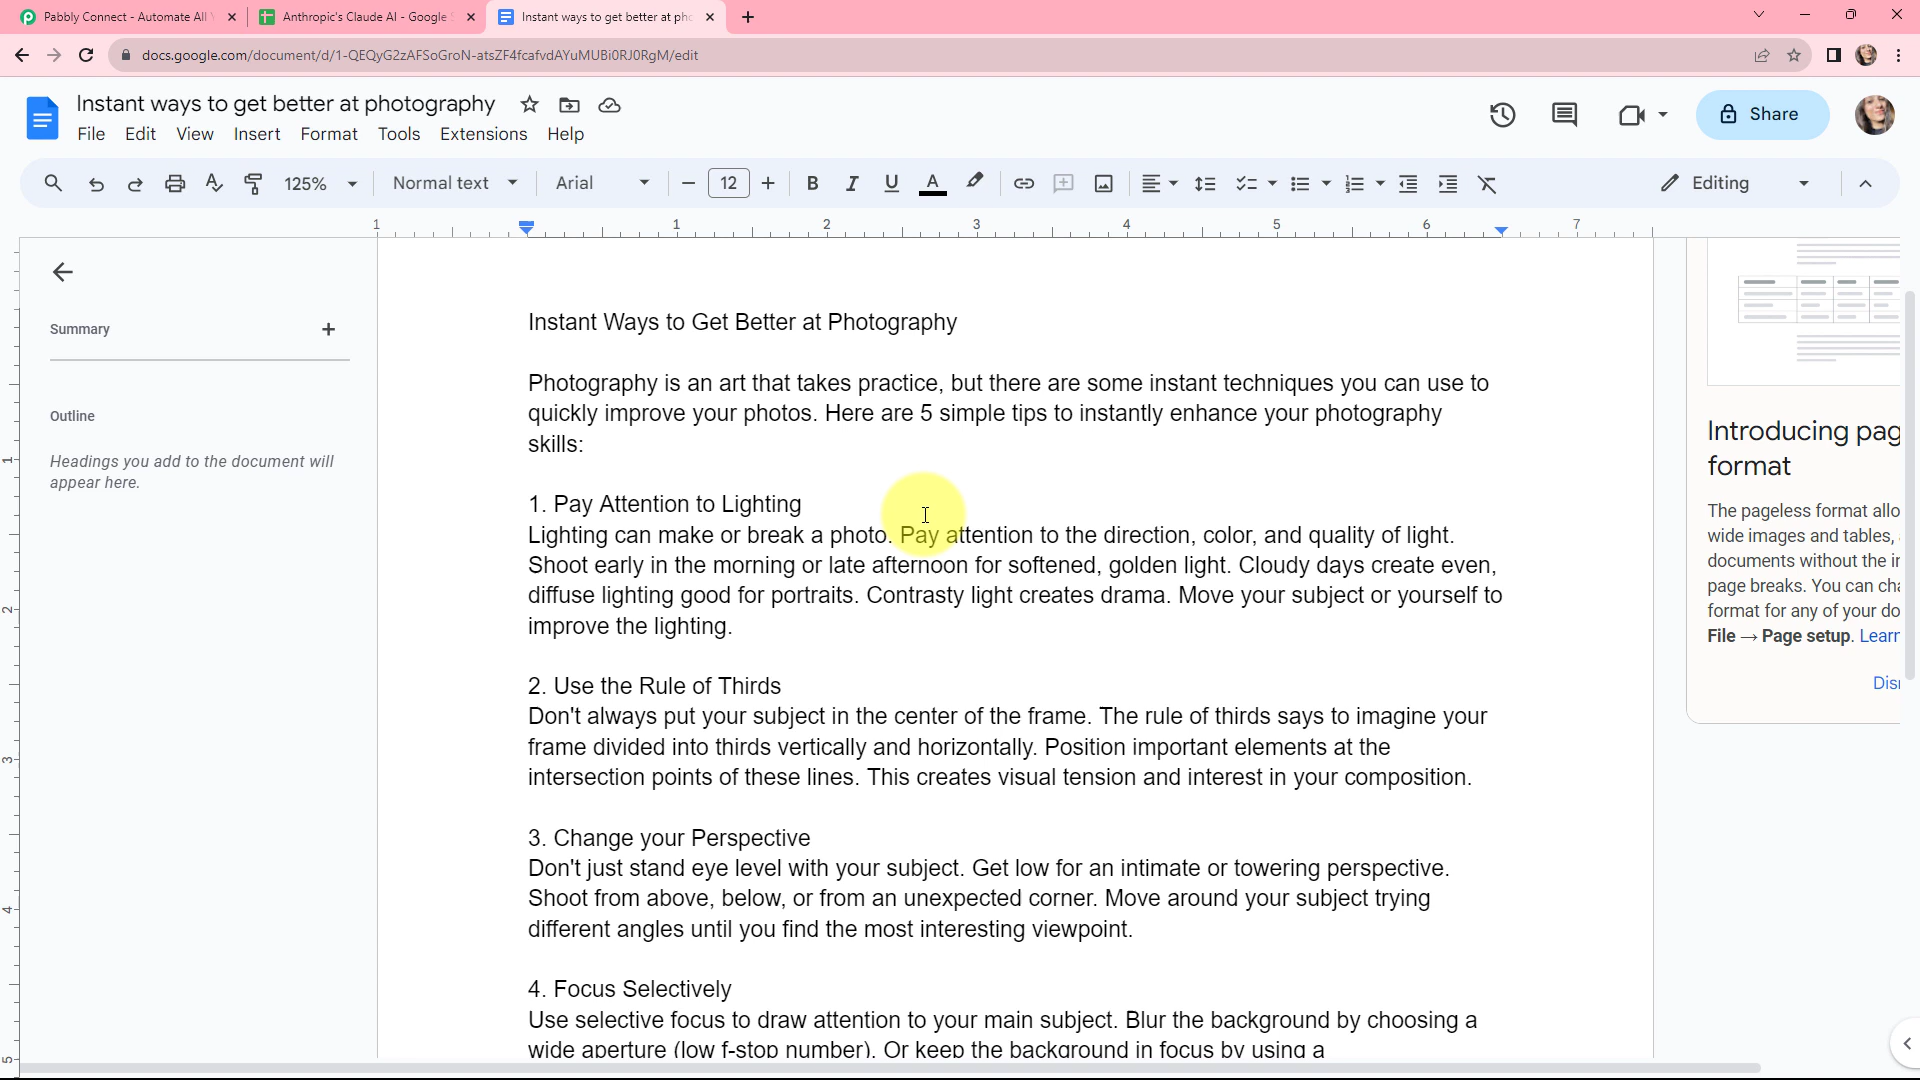 Pabbly Connect - Automate All
Anthropic's Claude AI - Google
Instant ways to get better at
docs.google.com/document/d/1-QEQyG2zAFSoGroN-atsZF4fcafvdAYuMUBi0RJ0RgM/edit
Instant ways to get better at photography
File Edit View Insert Format Tools Extensions Help
Share
125% Normal text Arial 12 Editing
1 1 2 3 4 5 6 7
Summary
Outline
Headings you add to the document will
appear here.
1
2
3
4
5
Instant Ways to Get Better at Photography
Photography is an art that takes practice, but there are some instant techniques you can use to
quickly improve your photos. Here are 5 simple tips to instantly enhance your photography
skills:
1. Pay Attention to Lighting
Lighting can make or break a photo. Pay attention to the direction, color, and quality of light.
Shoot early in the morning or late afternoon for softened, golden light. Cloudy days create even,
diffuse lighting good for portraits. Contrasty light creates drama. Move your subject or yourself to
improve the lighting.
2. Use the Rule of Thirds
Don't always put your subject in the center of the frame. The rule of thirds says to imagine your
frame divided into thirds vertically and horizontally. Position important elements at the
intersection points of these lines. This creates visual tension and interest in your composition.
3. Change your Perspective
Don't just stand eye level with your subject. Get low for an intimate or towering perspective.
Shoot from above, below, or from an unexpected corner. Move around your subject trying
different angles until you find the most interesting viewpoint.
4. Focus Selectively
Use selective focus to draw attention to your main subject. Blur the background by choosing a
wide aperture (low f-stop number). Or keep the background in focus by using a
Introducing pag
format
The pageless format allo
wide images and tables,
documents without the
page breaks. You can cha
format for any of your do
File → Page setup. Learn